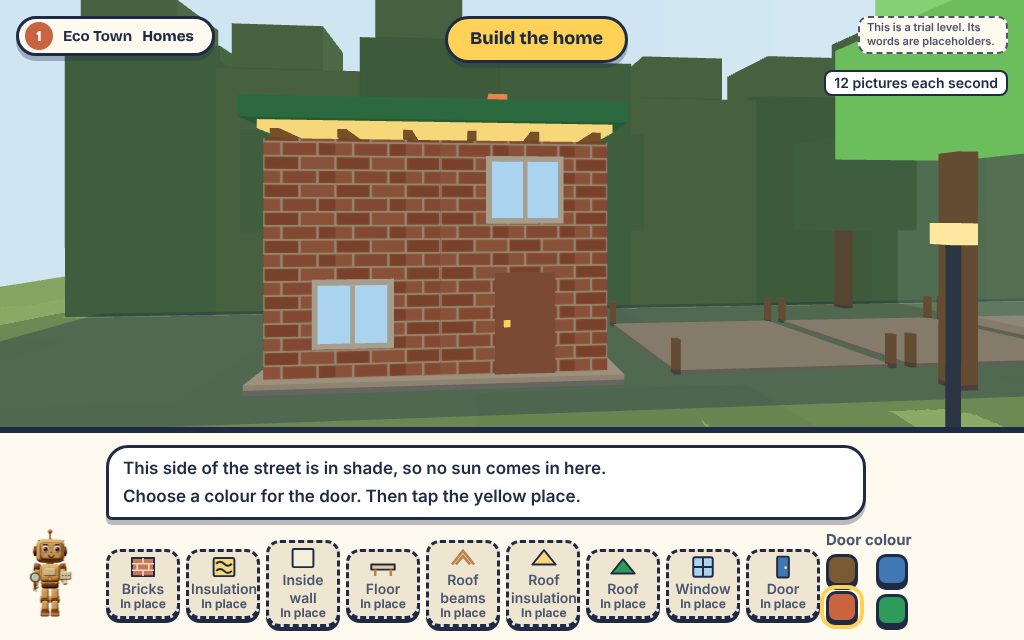 1 Eco Town Homes
Build the home
This is a trial level. Its
words are placeholders.
12 pictures each second
This side of the street is in shade, so no sun comes in here.
Choose a colour for the door. Then tap the yellow place.
Bricks
In place
Insulation
In place
Inside
wall
In place
Floor
In place
Roof
beams
In place
Roof
insulation
In place
Roof
In place
Window
In place
Door
In place
Door colour